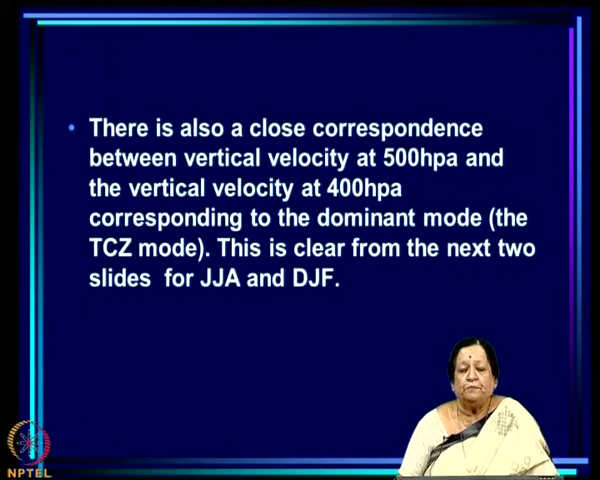 • There is also a close correspondence
between vertical velocity at 500hpa and
the vertical velocity at 400hpa
corresponding to the dominant mode (the
TCZ mode). This is clear from the next two
slides for JJA and DJF.
NPTEL